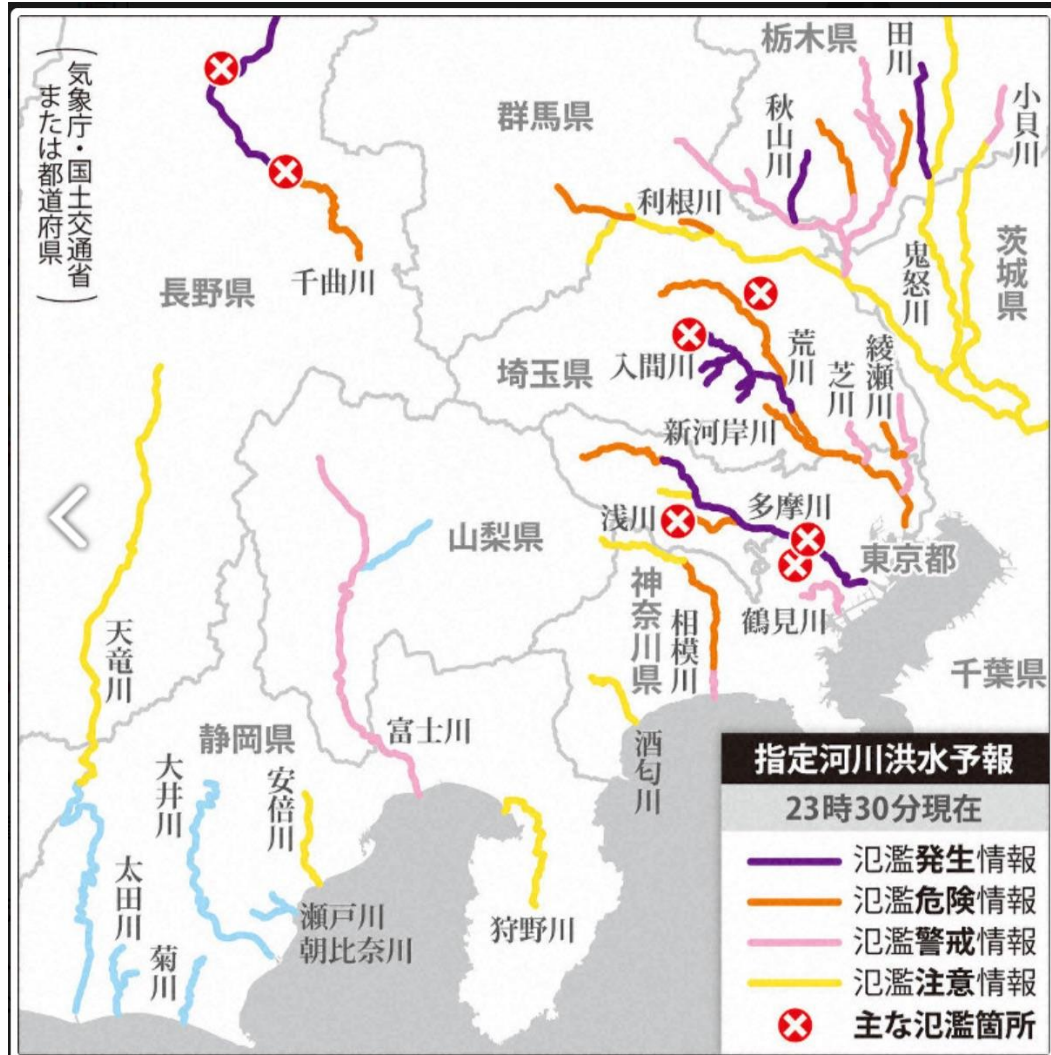 (気象庁・国土交通省
または都道府県)
栃木県
田川
小貝川
群馬県
秋山川
利根川
茨城県
鬼怒川
長野県
千曲川
荒川
綾瀬川
芝川
埼玉県
入間川
新河岸川
多摩川
浅川
山梨県
東京都
神奈川県
相模川
鶴見川
千葉県
天竜川
静岡県
富士川
酒匂川
大井川
安倍川
太田川
菊川
瀬戸川
朝比奈川
狩野川
指定河川洪水予報
23時30分現在
氾濫発生情報
氾濫危険情報
氾濫警戒情報
氾濫注意情報
主な氾濫箇所